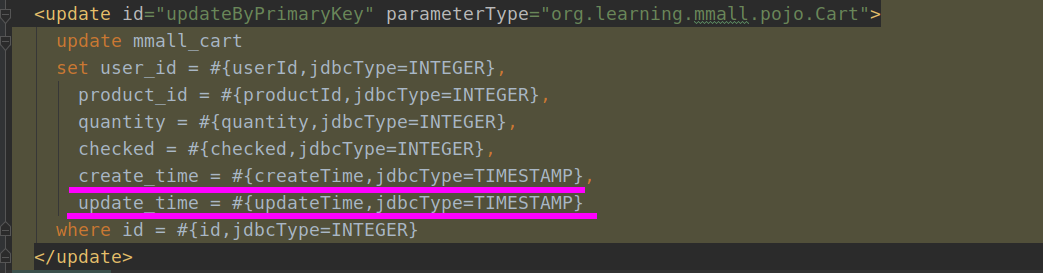 <update id="updateByPrimaryKey" parameterType="org.learning.mmall.pojo.Cart">
update mmall_cart
set user_id = #{userId,jdbcType=INTEGER},
product_id = #{productId,jdbcType=INTEGER},
quantity = #{quantity,jdbcType=INTEGER},
checked = #{checked,jdbcType=INTEGER},
create_time = #{createTime,jdbcType=TIMESTAMP},
update_time = #{updateTime,jdbcType=TIMESTAMP}
where id = #{id,jdbcType=INTEGER}
</update>